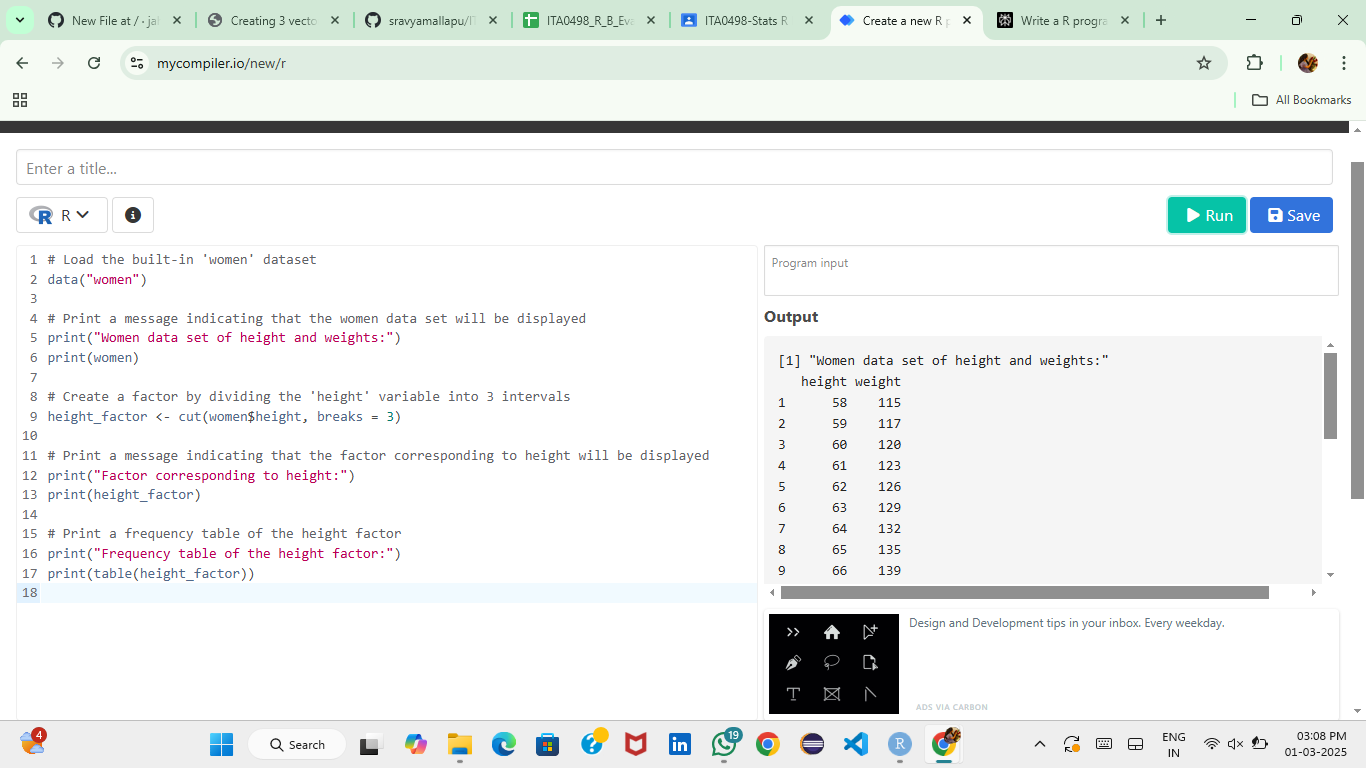 New File at / · jal
Creating 3 vecto
sravyamallapu/IT
ITA0498_R_B_Eva
ITA0498-Stats R
Create a new R p
Write a R progra
mycompiler.io/new/r
All Bookmarks
Enter a title...
R
Run
Save
1 # Load the built-in 'women' dataset
2 data("women")
3
4 # Print a message indicating that the women data set will be displayed
5 print("Women data set of height and weights:")
6 print(women)
7
8 # Create a factor by dividing the 'height' variable into 3 intervals
9 height_factor <- cut(women$height, breaks = 3)
10
11 # Print a message indicating that the factor corresponding to height will be displayed
12 print("Factor corresponding to height:")
13 print(height_factor)
14
15 # Print a frequency table of the height factor
16 print("Frequency table of the height factor:")
17 print(table(height_factor))
18
Program input
Output
[1] "Women data set of height and weights:"
height weight
1 58 115
2 59 117
3 60 120
4 61 123
5 62 126
6 63 129
7 64 132
8 65 135
9 66 139
Design and Development tips in your inbox. Every weekday.
ADS VIA CARBON
4
Search
19
ENG
IN
03:08 PM
01-03-2025